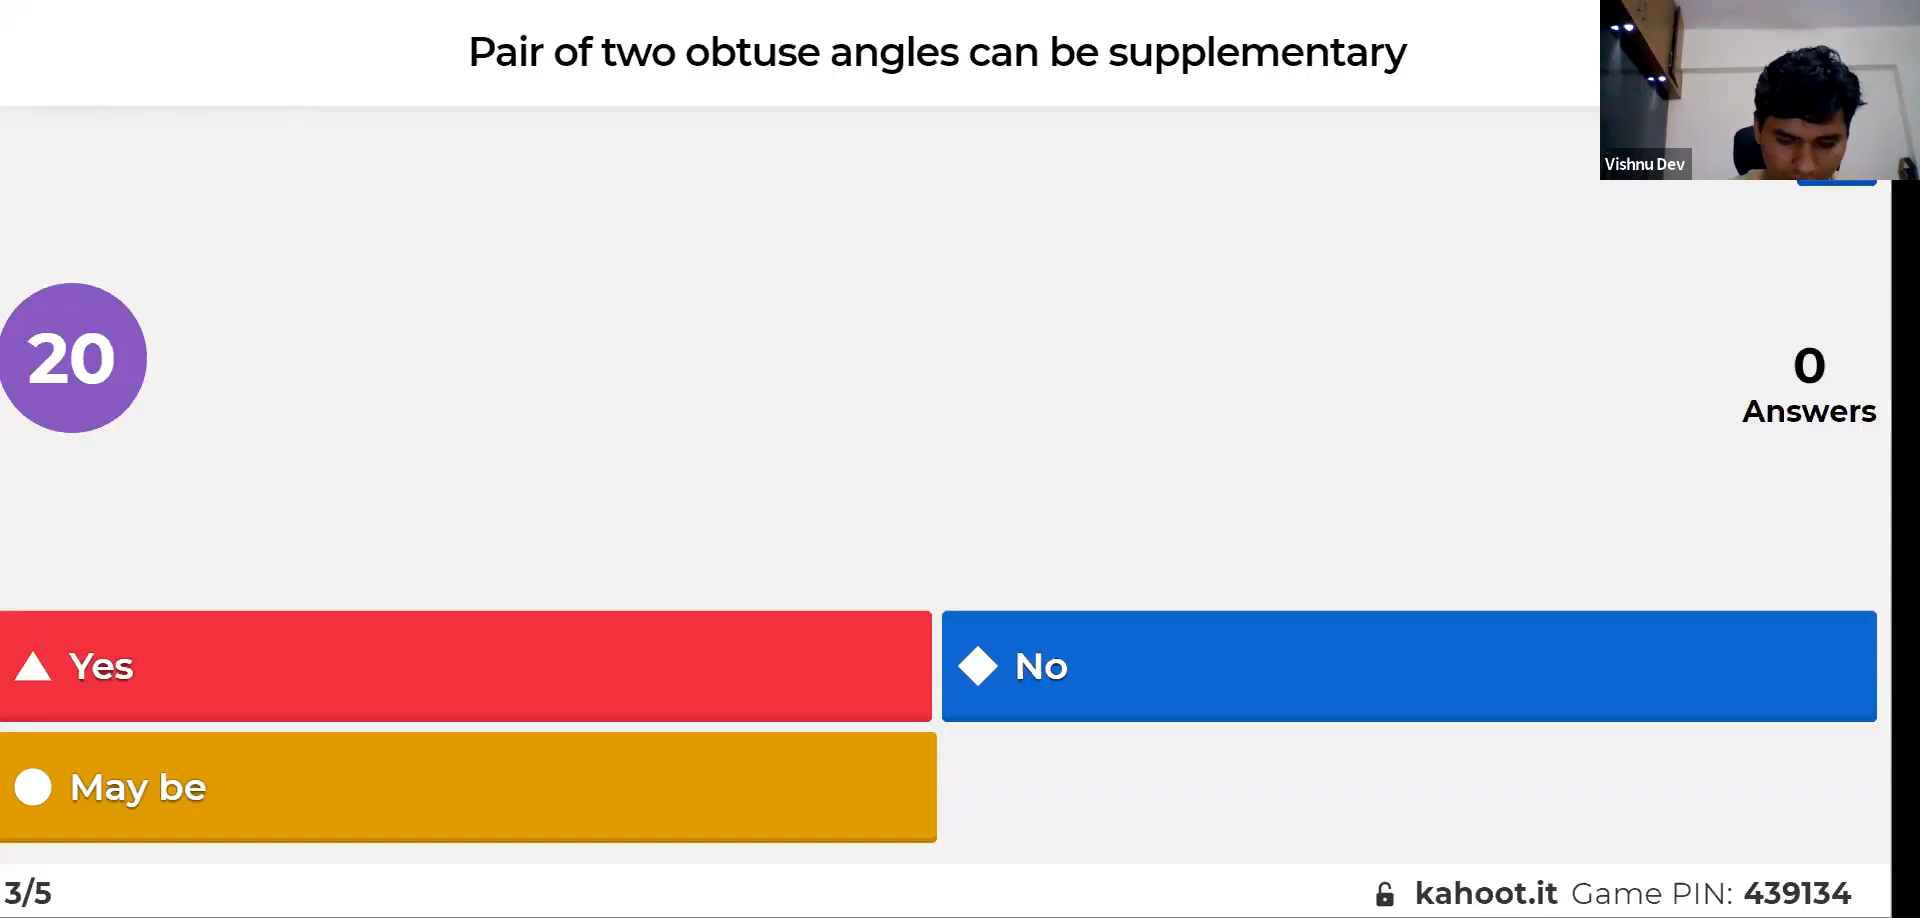 Pair of two obtuse angles can be supplementary
Vishnu Dev
20
0
Answers
Yes
No
May be
3/5
kahoot.it Game PIN: 439134